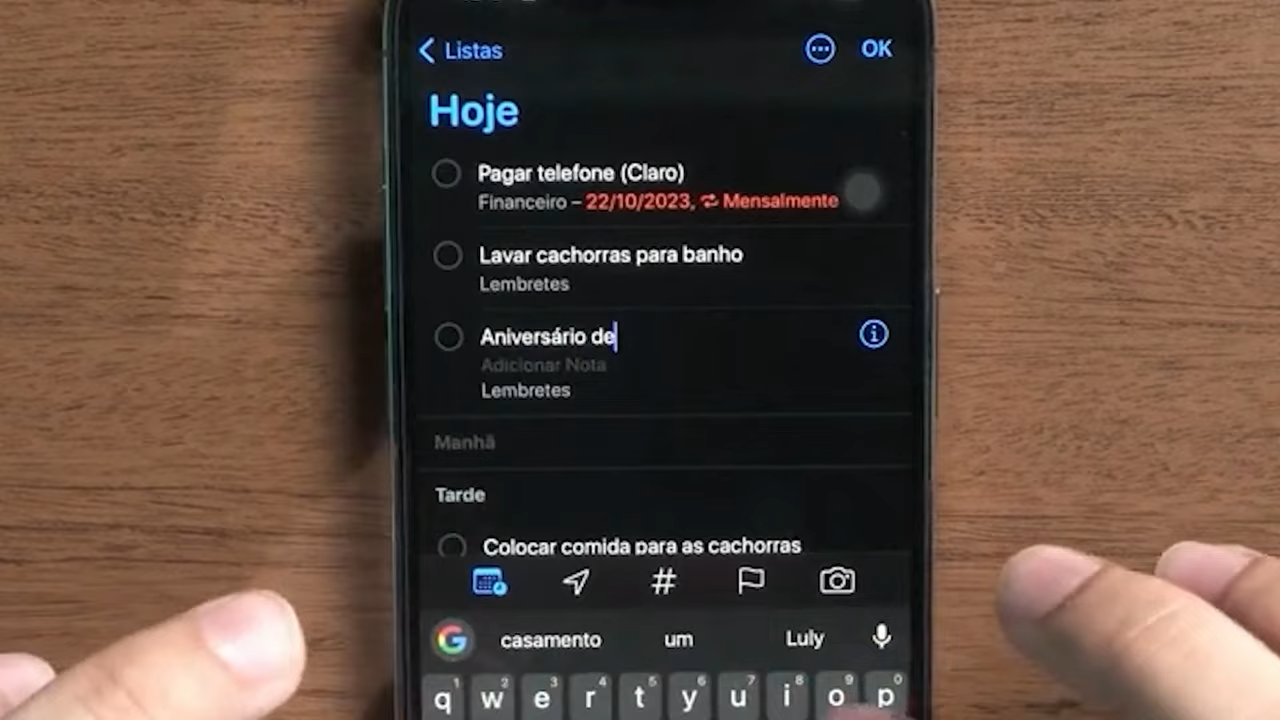 Listas
OK
Hoje
Pagar telefone (Claro)
Financeiro – 22/10/2023, Mensalmente
Lavar cachorras para banho
Lembretes
Aniversário de
Adicionar Nota
Lembretes
Manhã
Tarde
Colocar comida para as cachorras
#
G casamento um Luly
1 2 3 4 5 6 7 8 9 0
q w e r t y u i o p